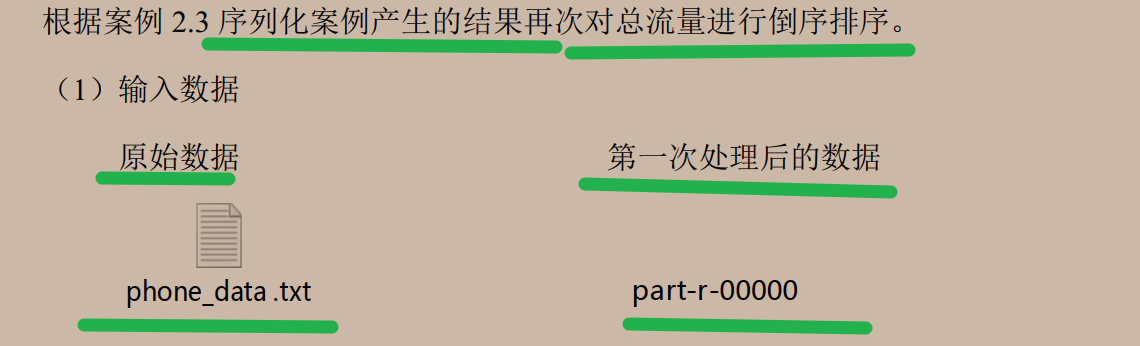 根据案例 2.3 序列化案例产生的结果再次对总流量进行倒序排序。
（1）输入数据
原始数据 第一次处理后的数据
phone_data .txt part-r-00000